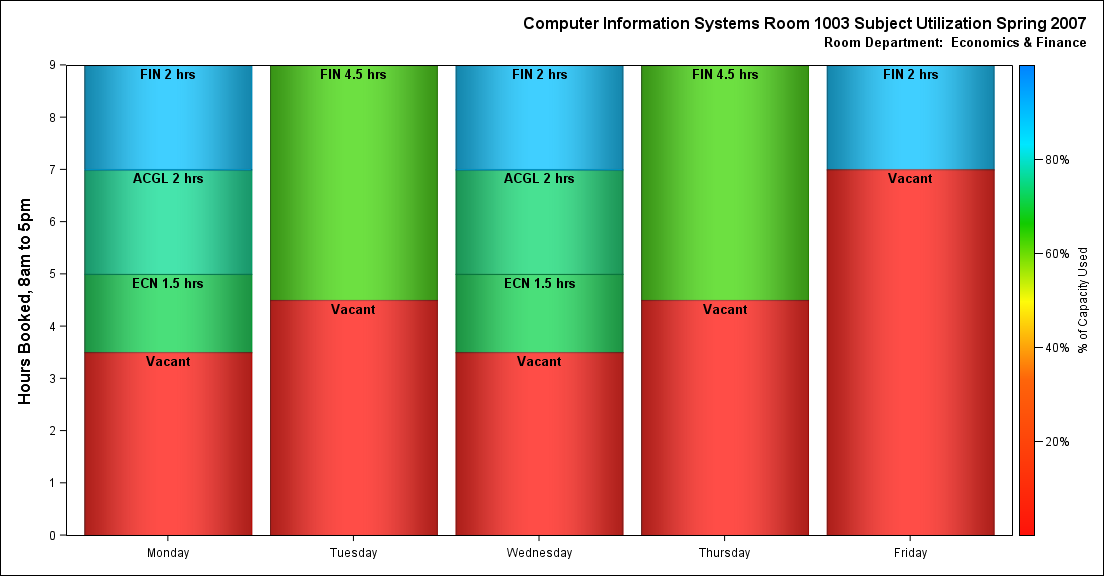 Computer Information Systems Room 1003 Subject Utilization Spring 2007
Room Department:  Economics & Finance
Hours Booked, 8am to 5pm
9
8
7
6
5
4
3
2
1
0
FIN 2 hrs
ACGL 2 hrs
ECN 1.5 hrs
Vacant
FIN 4.5 hrs
Vacant
FIN 2 hrs
ACGL 2 hrs
ECN 1.5 hrs
Vacant
FIN 4.5 hrs
Vacant
FIN 2 hrs
Vacant
Monday
Tuesday
Wednesday
Thursday
Friday
80%
60%
40%
20%
% of Capacity Used